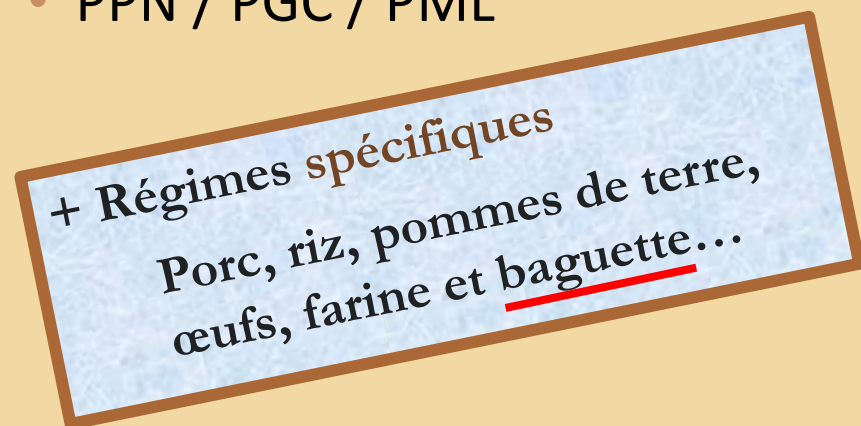 PPN / PGC / PML
+ Régimes spécifiques
Porc, riz, pommes de terre,
œufs, farine et baguette…